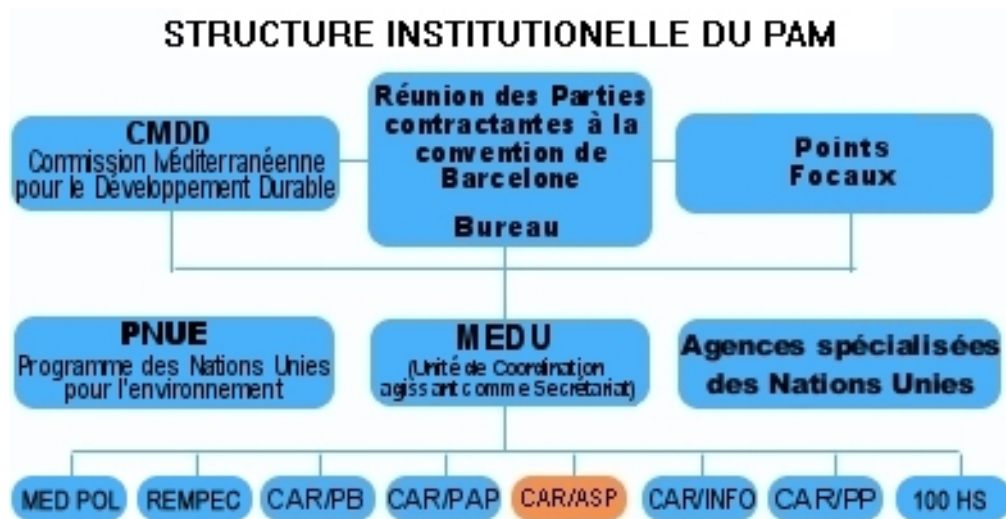 STRUCTURE INSTITUTIONELLE DU PAM
CMDD
Commission Méditerranéenne
pour le Développement Durable
Réunion des Parties
contractantes à la
convention de
Barcelone
Bureau
Points
Focaux
PNUE
Programme des Nations Unies
pour l'environnement
MEDU
(Unité de Coordination
agissant comme Secrétariat)
Agences spécialisées
des Nations Unies
MED POL
REMPEC
CAR/PB
CAR/PAP
CAR/ASP
CAR/INFO
CAR/PP
100 HS